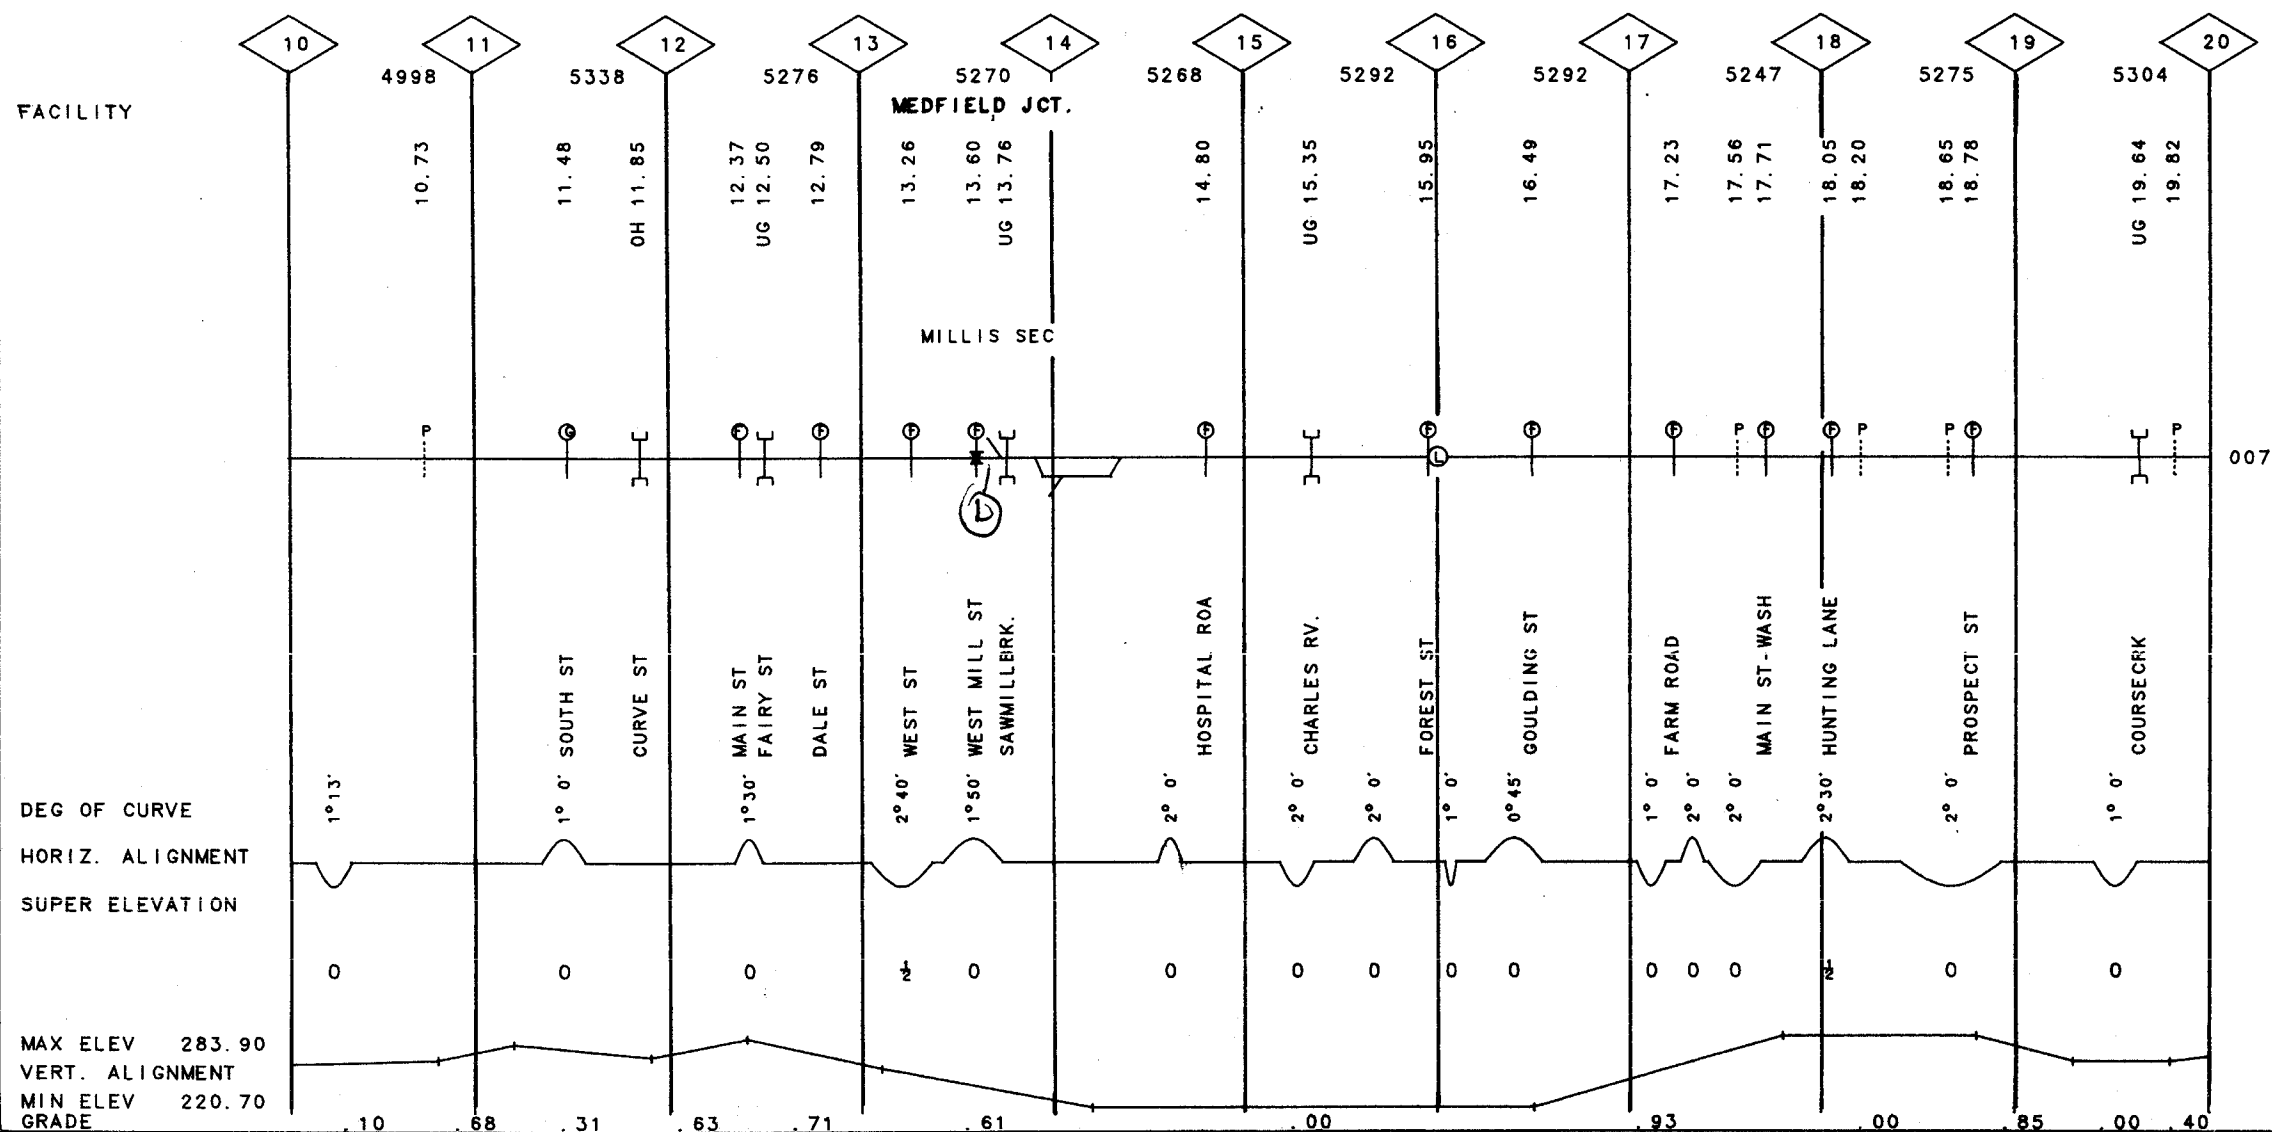 10 11 12 13 14 15 16 17 18 19 20
4998 5338 5276 5270 5268 5292 5292 5247 5275 5304
FACILITY
MEDFIELD JCT.
10.73
11.48
OH 11.85
12.37
UG 12.50
12.79
13.26
13.60
UG 13.76
14.80
UG 15.35
15.95
16.49
17.23
17.56
17.71
18.05
18.20
18.65
18.78
UG 19.64
19.82
MILLIS SEC
P G F F F F F F F F P F F P P F P
L
007
D
SOUTH ST
CURVE ST
MAIN ST
FAIRY ST
DALE ST
WEST ST
WEST MILL ST
SAWMILLBRK.
HOSPITAL ROA
CHARLES RV.
FOREST ST
GOULDING ST
FARM ROAD
MAIN ST-WASH
HUNTING LANE
PROSPECT ST
COURSECRK
DEG OF CURVE
1°13' 1° 0' 1°30' 2°40' 1°50' 2° 0' 2° 0' 2° 0' 1° 0' 0°45' 1° 0' 2° 0' 2° 0' 2°30' 2° 0' 1° 0'
HORIZ. ALIGNMENT
SUPER ELEVATION
0 0 0 ½ 0 0 0 0 0 0 0 0 0 ½ 0 0
MAX ELEV 283.90
VERT. ALIGNMENT
MIN ELEV 220.70
GRADE .10 .68 .31 .63 .71 .61 .00 .93 .00 .85 .00 .40